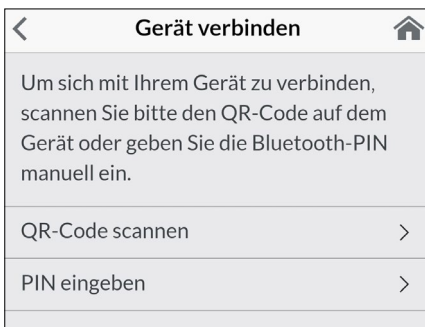 Gerät verbinden
Um sich mit Ihrem Gerät zu verbinden,
scannen Sie bitte den QR-Code auf dem
Gerät oder geben Sie die Bluetooth-PIN
manuell ein.
QR-Code scannen
PIN eingeben